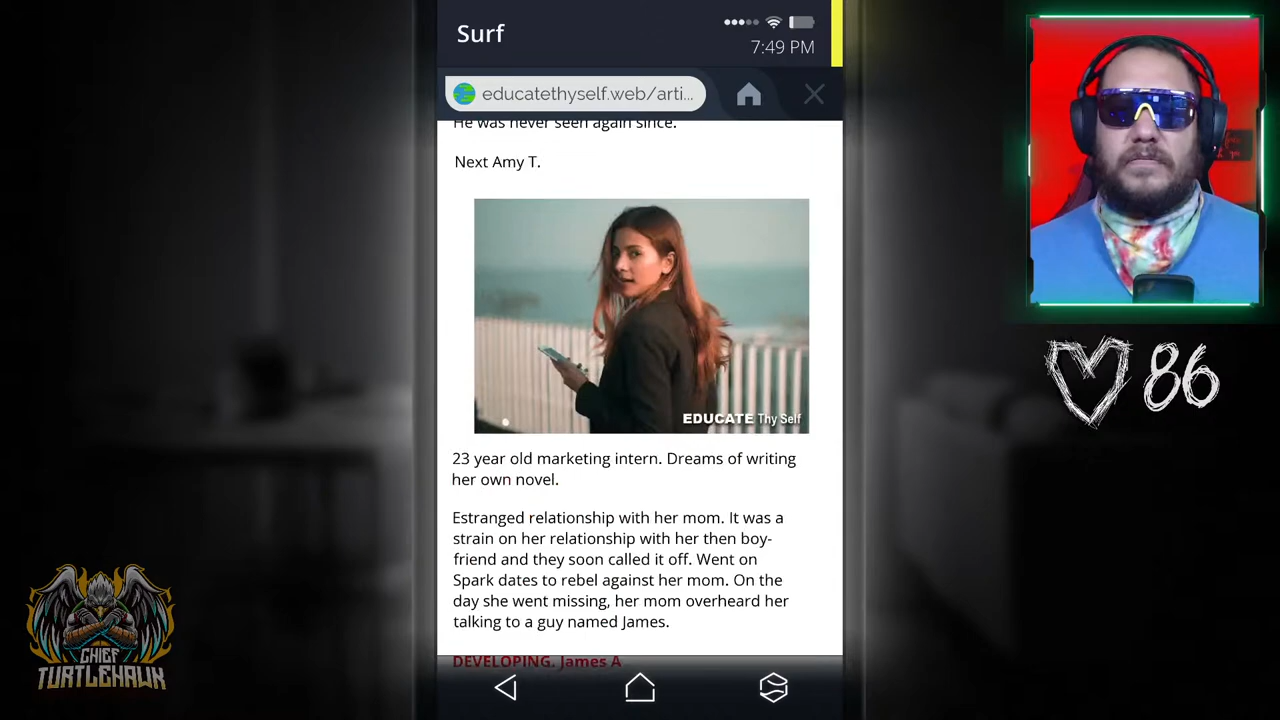 Surf
7:49 PM
educatethyself.web/arti...
He was never seen again since.
Next Amy T.
EDUCATE Thy Self
23 year old marketing intern. Dreams of writing
her own novel.
Estranged relationship with her mom. It was a
strain on her relationship with her then boy-
friend and they soon called it off. Went on
Spark dates to rebel against her mom. On the
day she went missing, her mom overheard her
talking to a guy named James.
DEVELOPING. James A
86
CHIEF
TURTLEHAWK